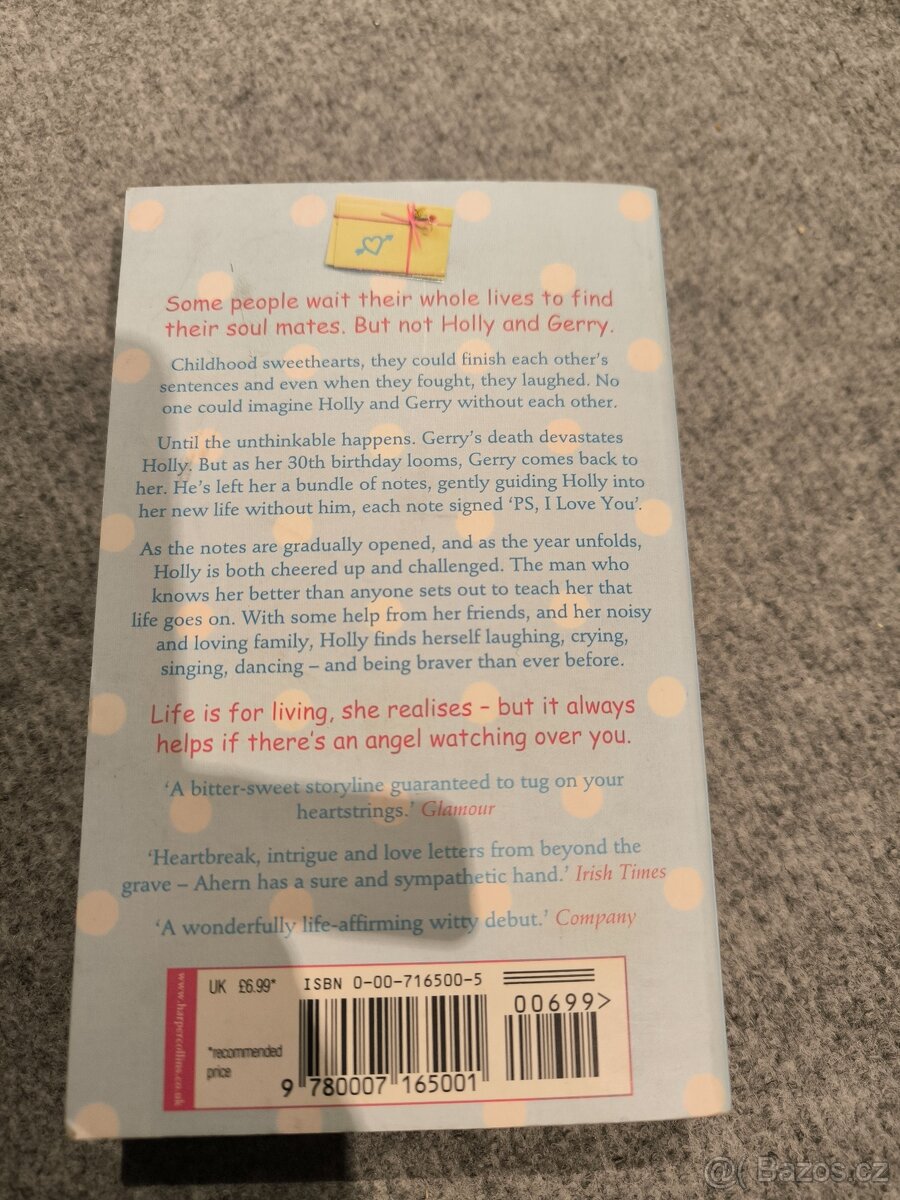 Some people wait their whole lives to find
their soul mates. But not Holly and Gerry.
Childhood sweethearts, they could finish each other's
sentences and even when they fought, they laughed. No
one could imagine Holly and Gerry without each other.
Until the unthinkable happens. Gerry's death devastates
Holly. But as her 30th birthday looms, Gerry comes back to
her. He's left her a bundle of notes, gently guiding Holly into
her new life without him, each note signed 'PS, I Love You'.
As the notes are gradually opened, and as the year unfolds,
Holly is both cheered up and challenged. The man who
knows her better than anyone sets out to teach her that
life goes on. With some help from her friends, and her noisy
and loving family, Holly finds herself laughing, crying,
singing, dancing – and being braver than ever before.
Life is for living, she realises – but it always
helps if there's an angel watching over you.
'A bitter-sweet storyline guaranteed to tug on your
heartstrings.' Glamour
'Heartbreak, intrigue and love letters from beyond the
grave – Ahern has a sure and sympathetic hand.' Irish Times
'A wonderfully life-affirming witty debut.' Company
www.harpercollins.co.uk
UK £6.99*
*recommended
price
ISBN 0-00-716500-5
00699>
9 780007 165001
@( Bazos.cz